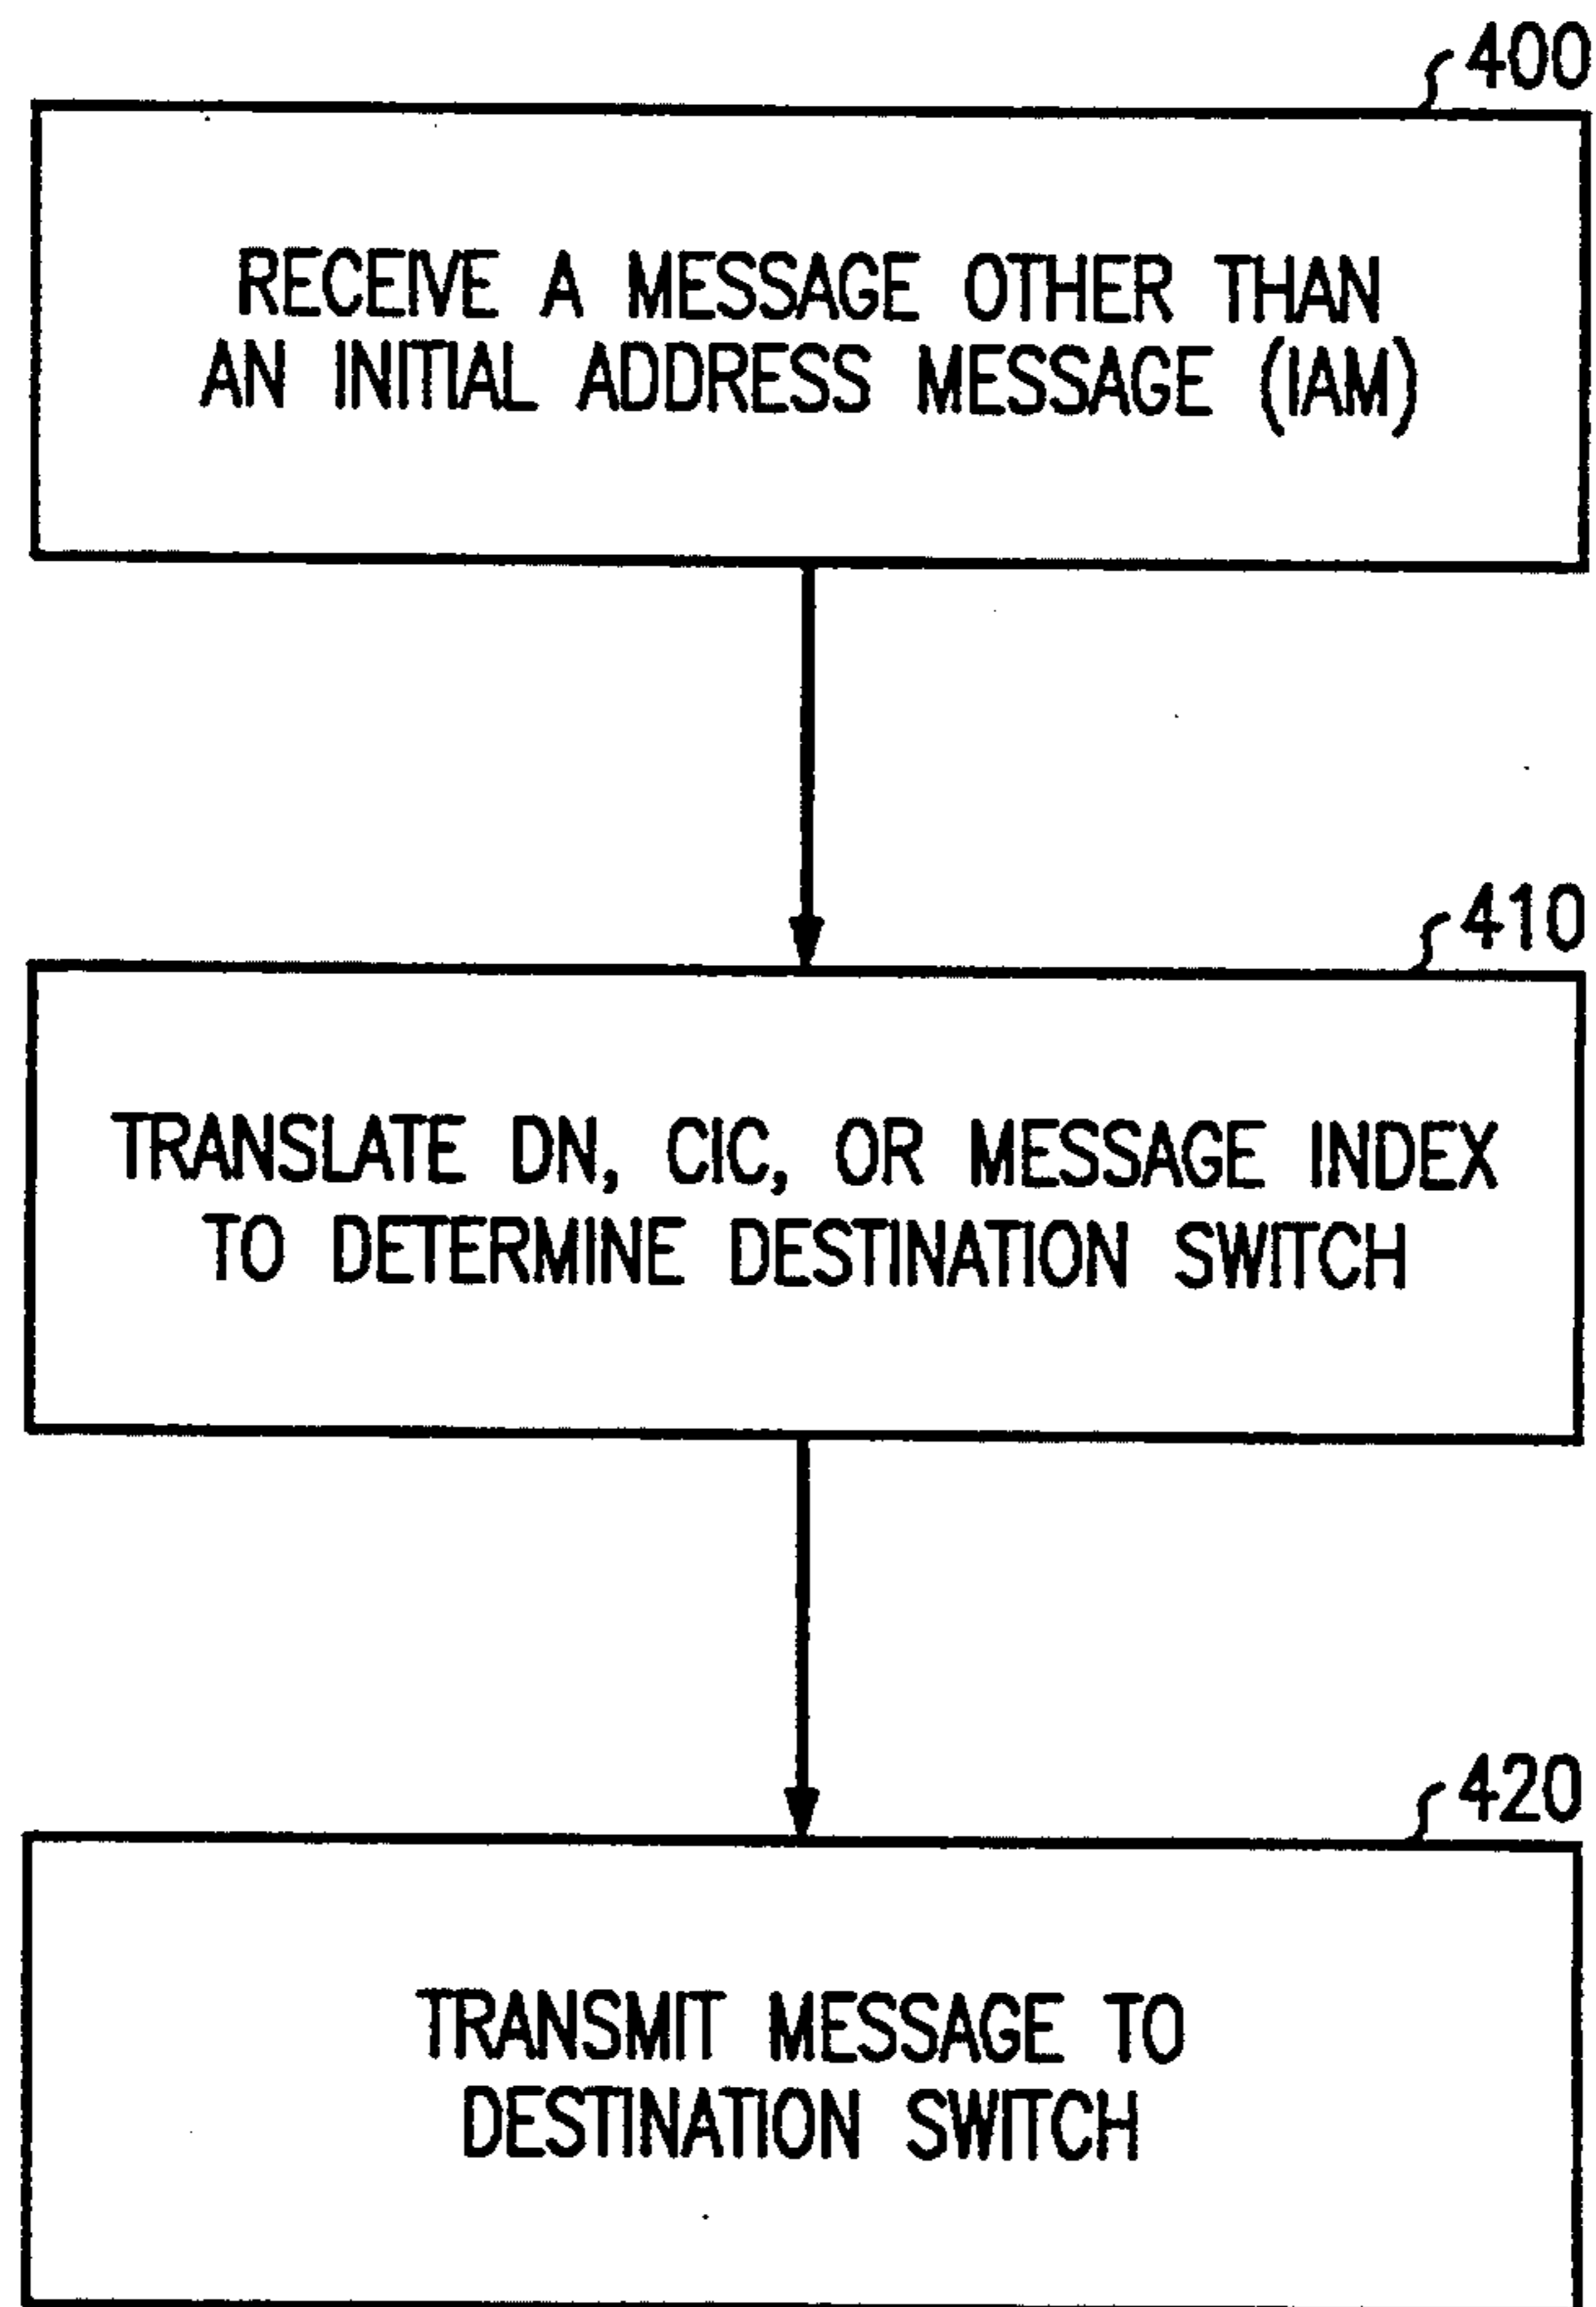 400
RECEIVE A MESSAGE OTHER THAN
AN INITIAL ADDRESS MESSAGE (IAM)
410
TRANSLATE DN, CIC, OR MESSAGE INDEX
TO DETERMINE DESTINATION SWITCH
420
TRANSMIT MESSAGE TO
DESTINATION SWITCH